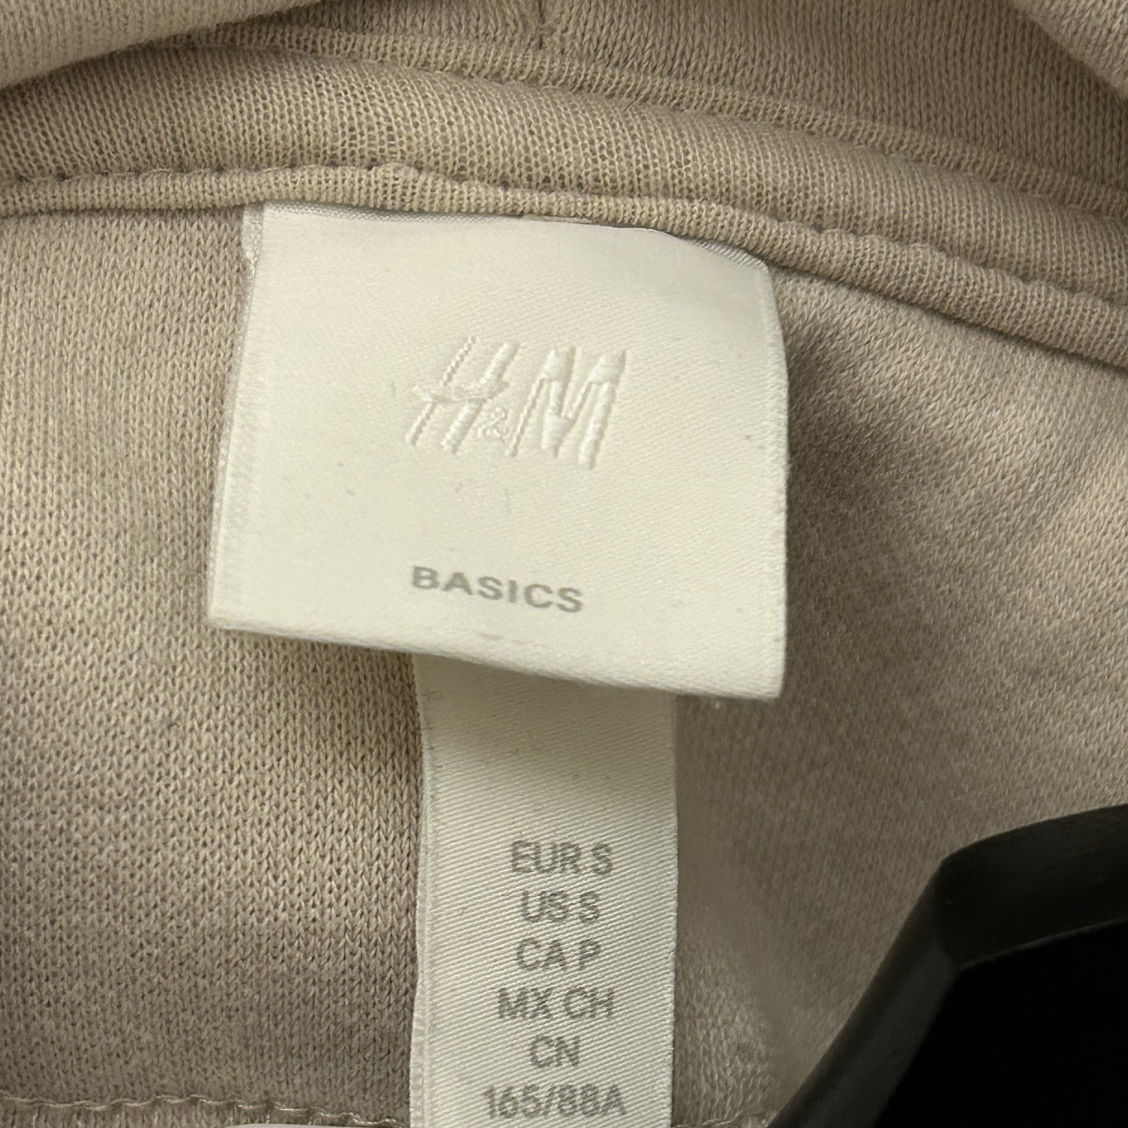 H&M
BASICS
EUR S
US S
CA P
MX CH
CN
165/88A